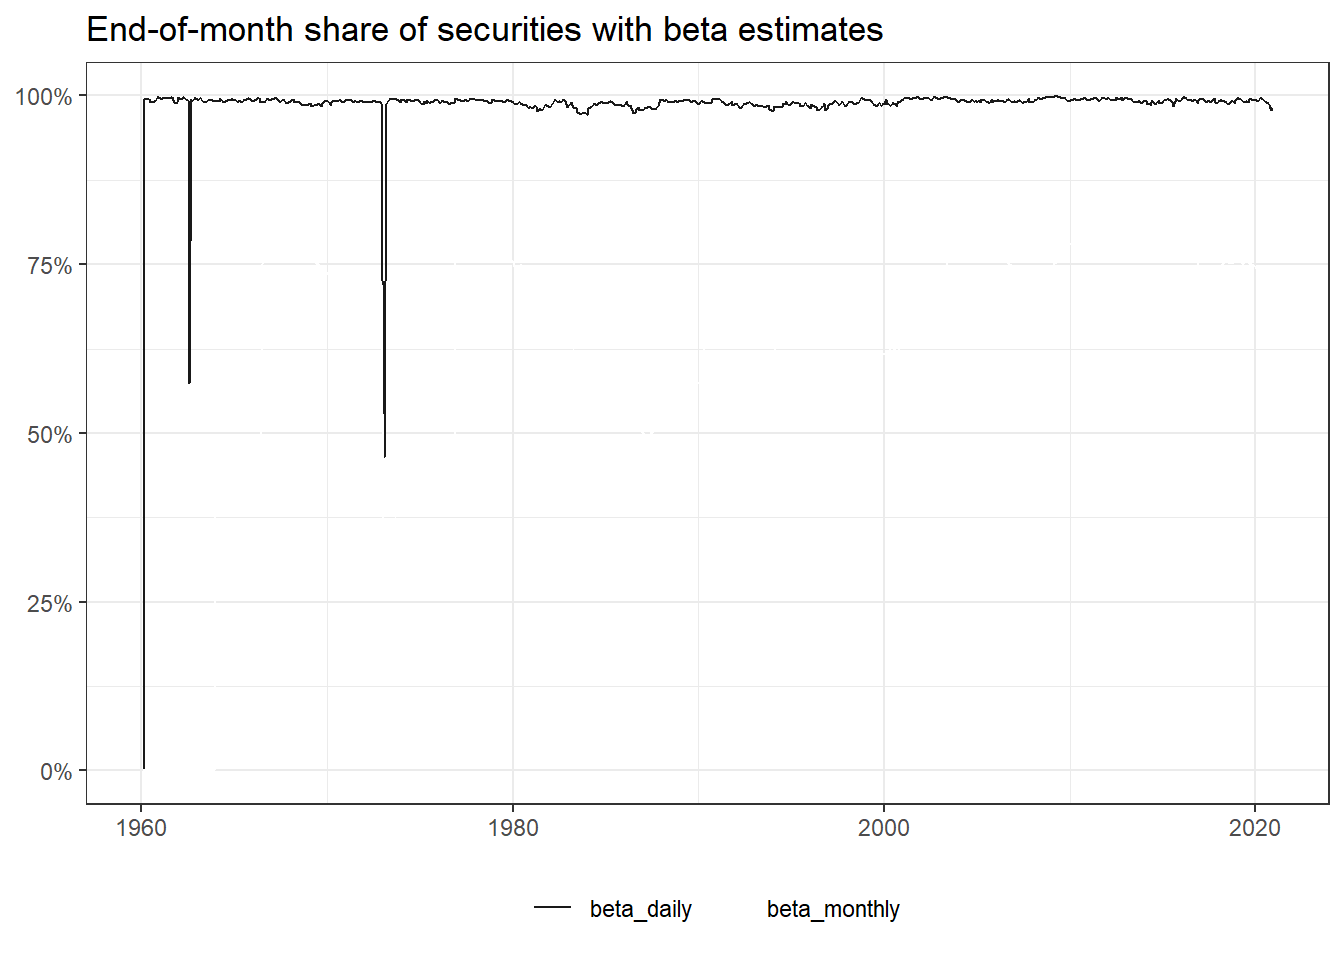 End-of-month share of securities with beta estimates
100%
75%
50%
25%
0%
1960 1980 2000 2020
beta_daily beta_monthly